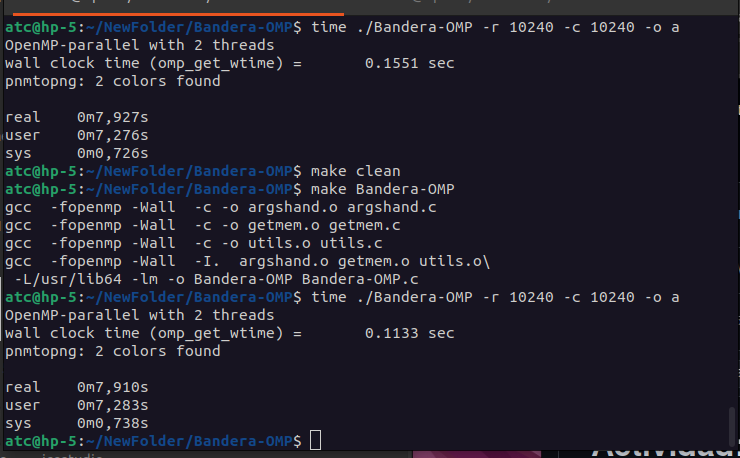 atc@hp-5:~/NewFolder/Bandera-OMP$ time ./Bandera-OMP -r 10240 -c 10240 -o a
OpenMP-parallel with 2 threads
wall clock time (omp_get_wtime) =       0.1551 sec
pnmtopng: 2 colors found
real    0m7,927s
user    0m7,276s
sys     0m0,726s
atc@hp-5:~/NewFolder/Bandera-OMP$ make clean
atc@hp-5:~/NewFolder/Bandera-OMP$ make Bandera-OMP
gcc  -fopenmp -Wall  -c -o argshand.o argshand.c
gcc  -fopenmp -Wall  -c -o getmem.o getmem.c
gcc  -fopenmp -Wall  -c -o utils.o utils.c
gcc  -fopenmp -Wall  -I.  argshand.o getmem.o utils.o\
 -L/usr/lib64 -lm -o Bandera-OMP Bandera-OMP.c
atc@hp-5:~/NewFolder/Bandera-OMP$ time ./Bandera-OMP -r 10240 -c 10240 -o a
OpenMP-parallel with 2 threads
wall clock time (omp_get_wtime) =       0.1133 sec
pnmtopng: 2 colors found
real    0m7,910s
user    0m7,283s
sys     0m0,738s
atc@hp-5:~/NewFolder/Bandera-OMP$